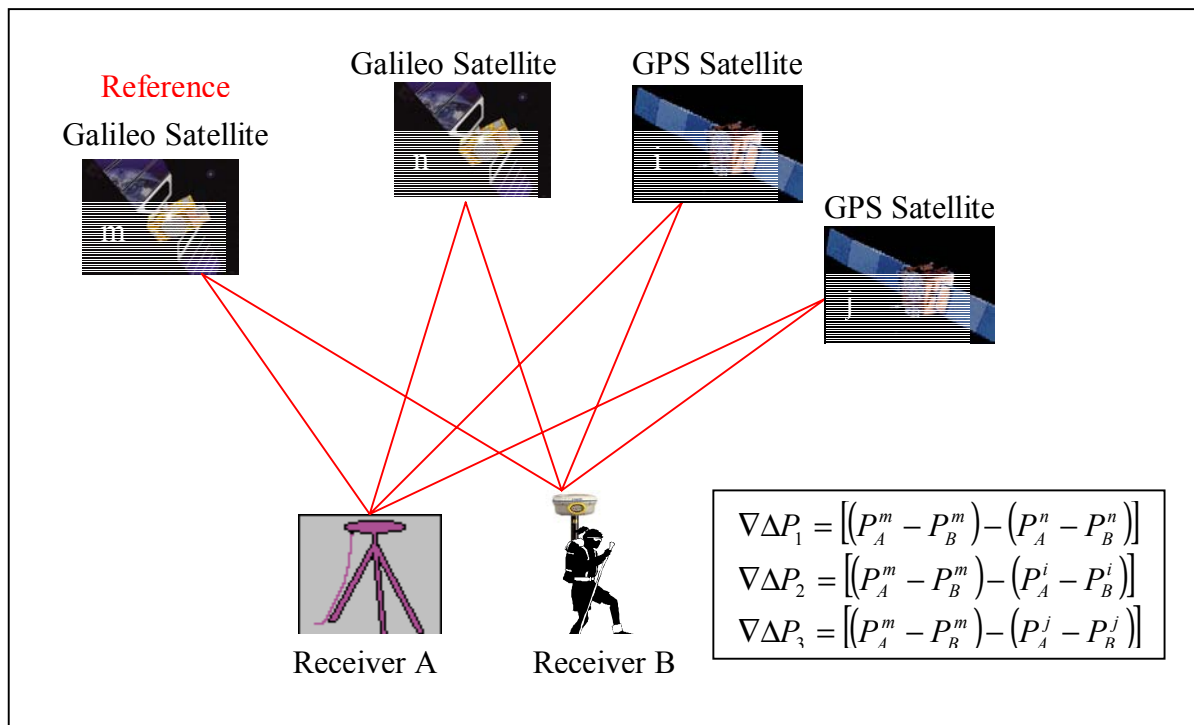 Reference
Galileo Satellite
m
Galileo Satellite
n
GPS Satellite
i
GPS Satellite
j
Receiver A
Receiver B
∇ΔP₁ = [(P_A^m − P_B^m) − (P_A^n − P_B^n)]
∇ΔP₂ = [(P_A^m − P_B^m) − (P_A^i − P_B^i)]
∇ΔP₃ = [(P_A^m − P_B^m) − (P_A^j − P_B^j)]